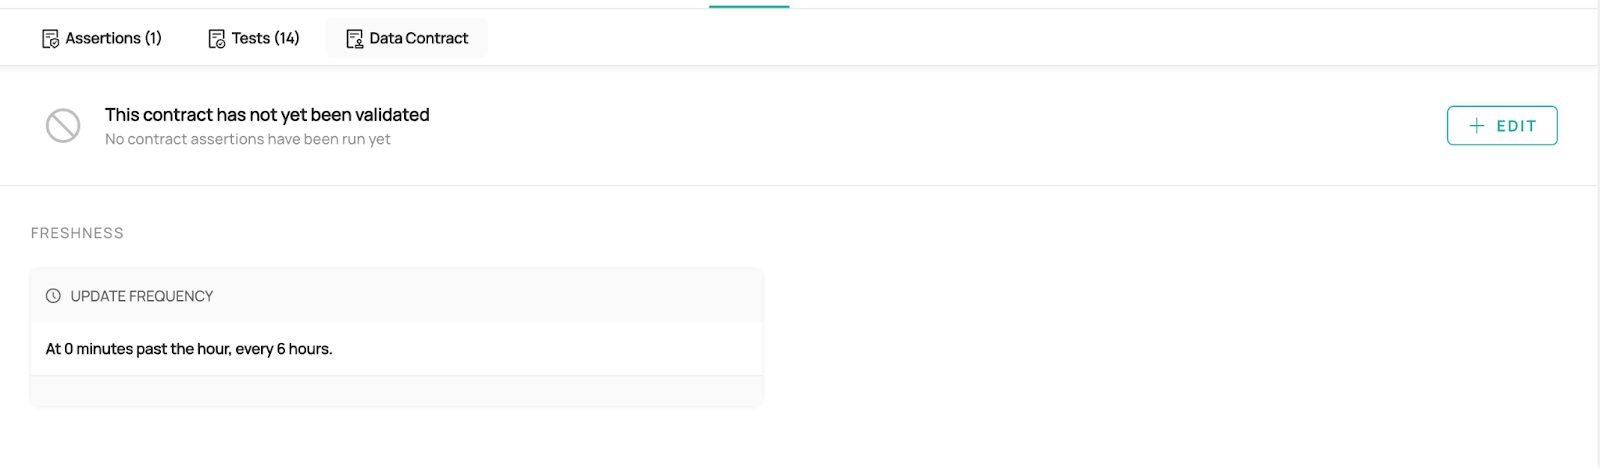 Assertions (1) Tests (14) Data Contract
This contract has not yet been validated
No contract assertions have been run yet
EDIT
FRESHNESS
UPDATE FREQUENCY
At 0 minutes past the hour, every 6 hours.